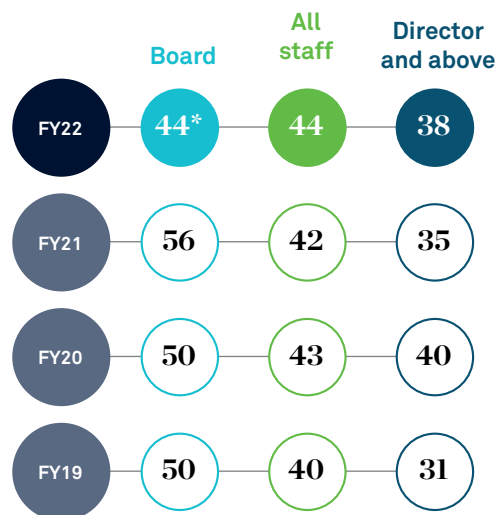 Board
All
staff
Director
and above
FY22 44* 44 38
FY21 56 42 35
FY20 50 43 40
FY19 50 40 31